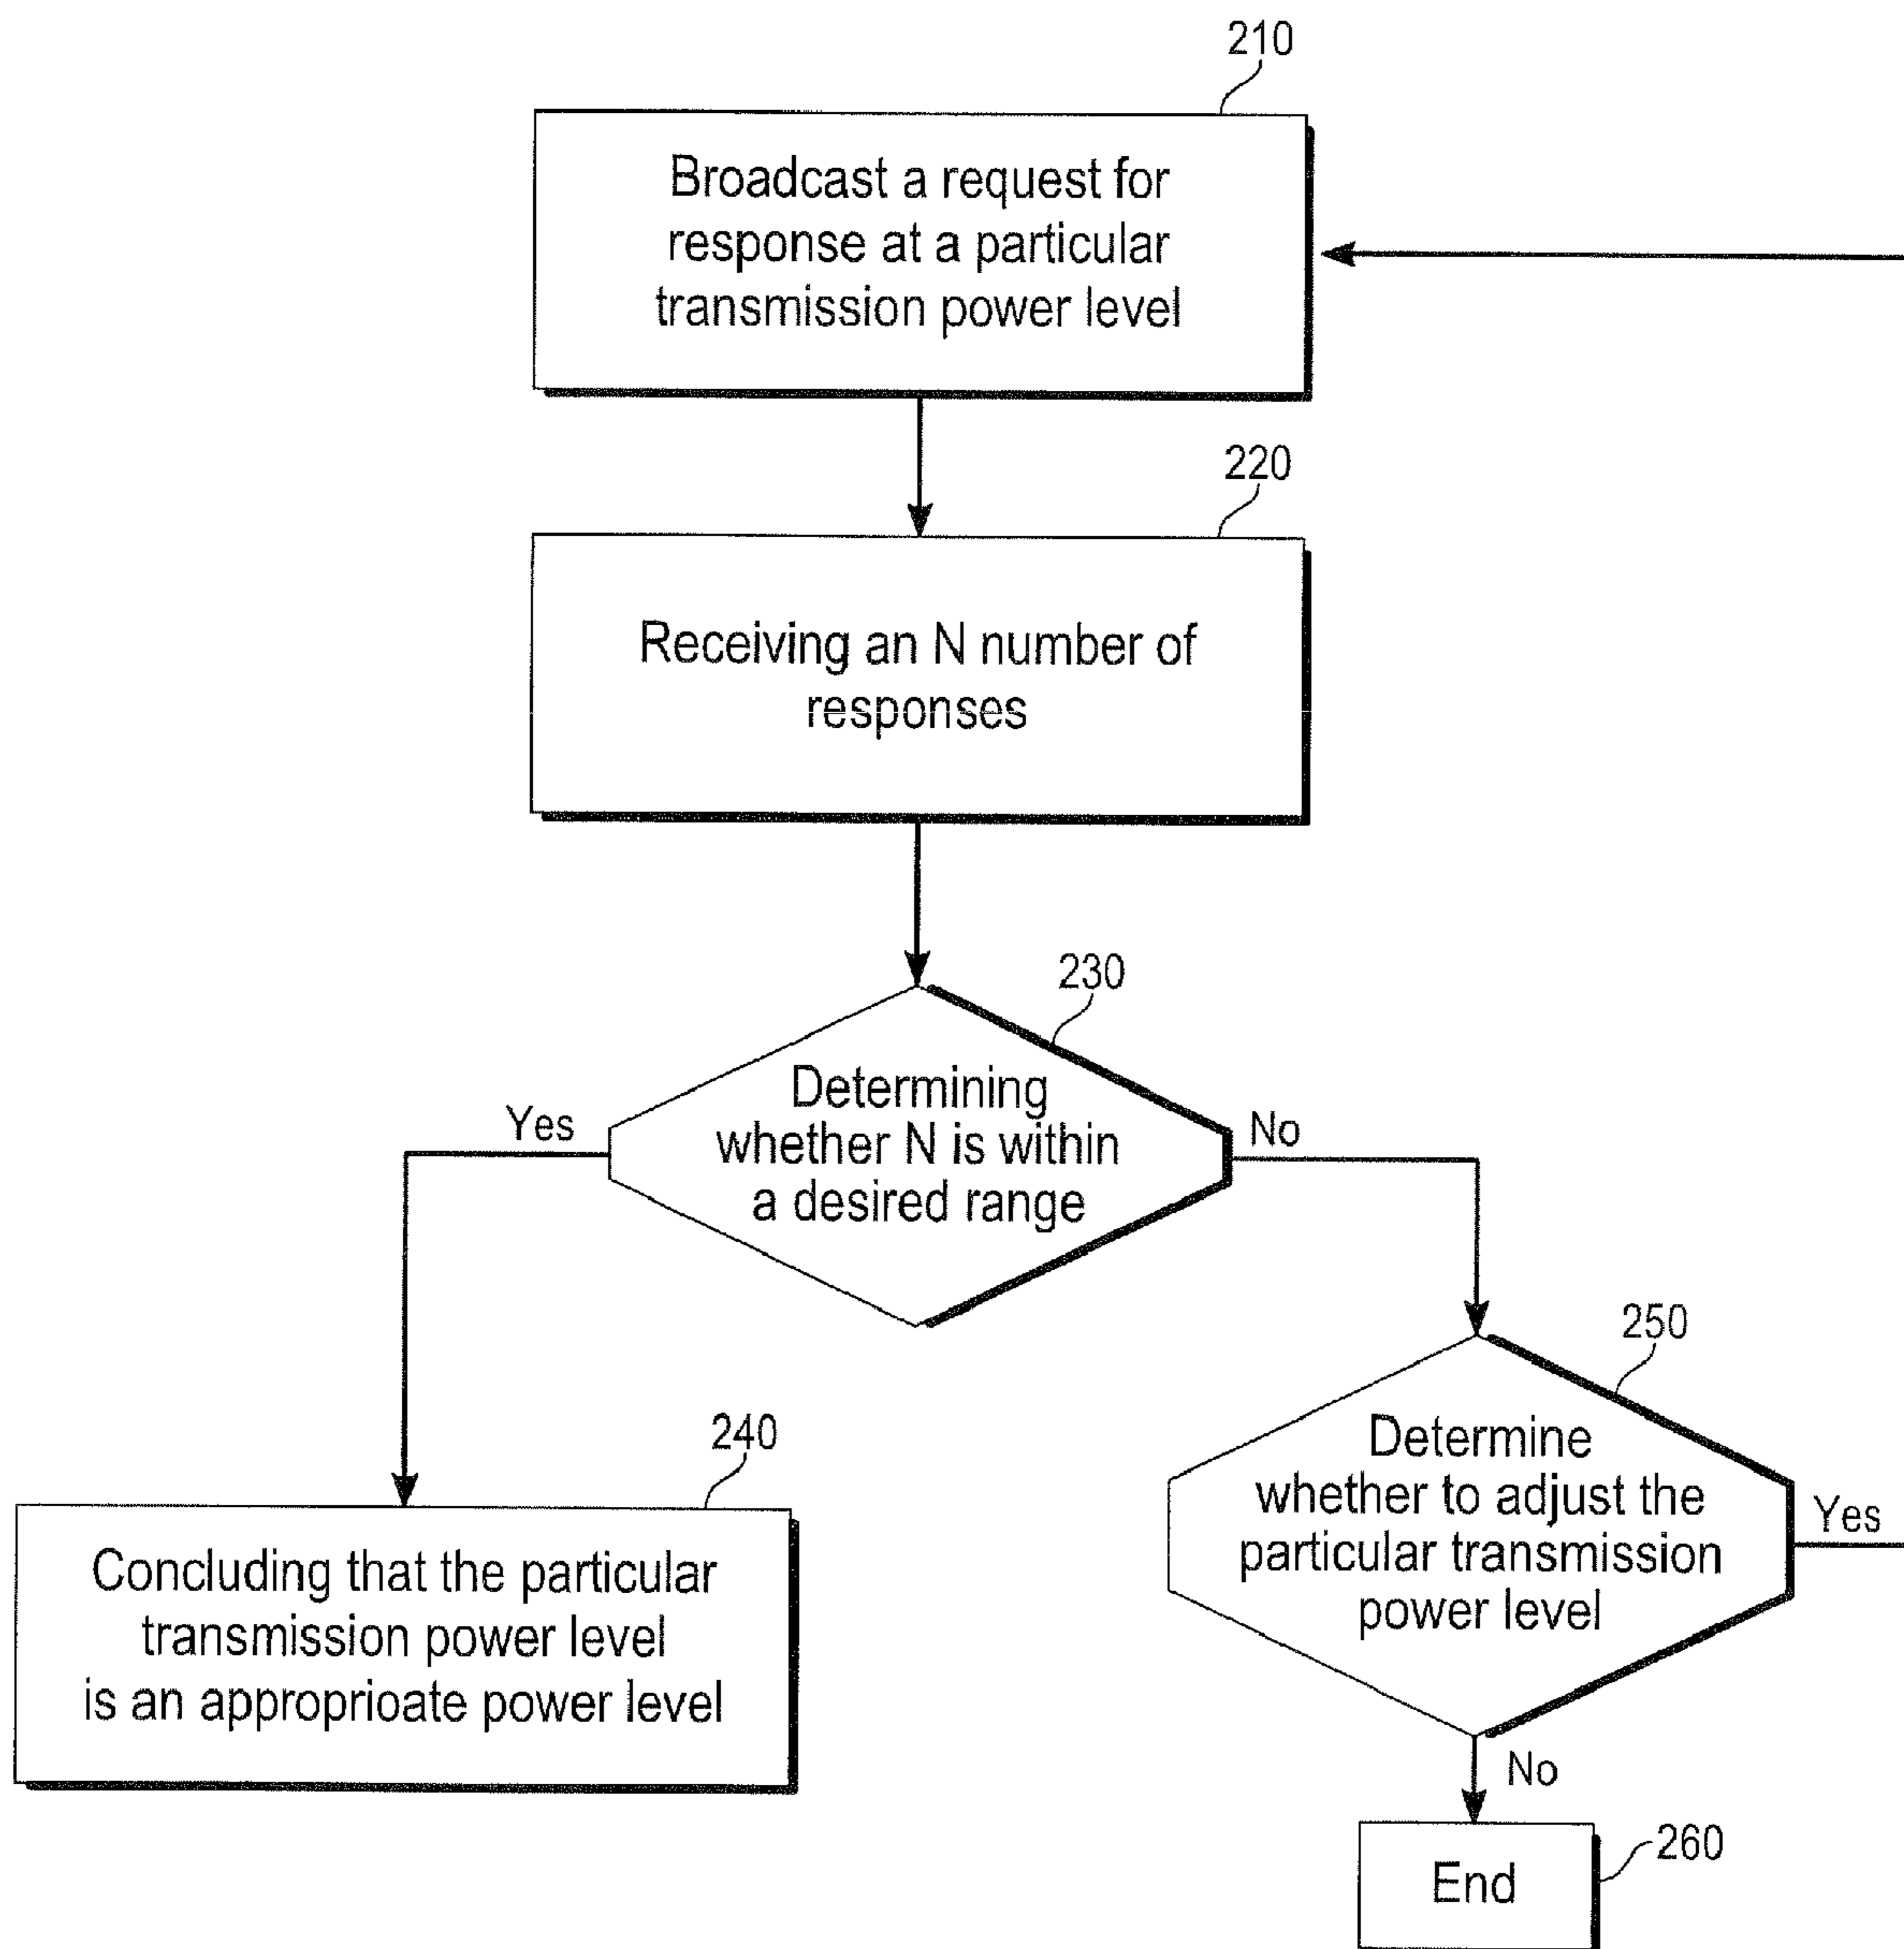 210
Broadcast a request for
response at a particular
transmission power level
220
Receiving an N number of
responses
230
Determining
whether N is within
a desired range
Yes
No
240
Concluding that the particular
transmission power level
is an approprioate power level
250
Determine
whether to adjust the
particular transmission
power level
Yes
No
260
End